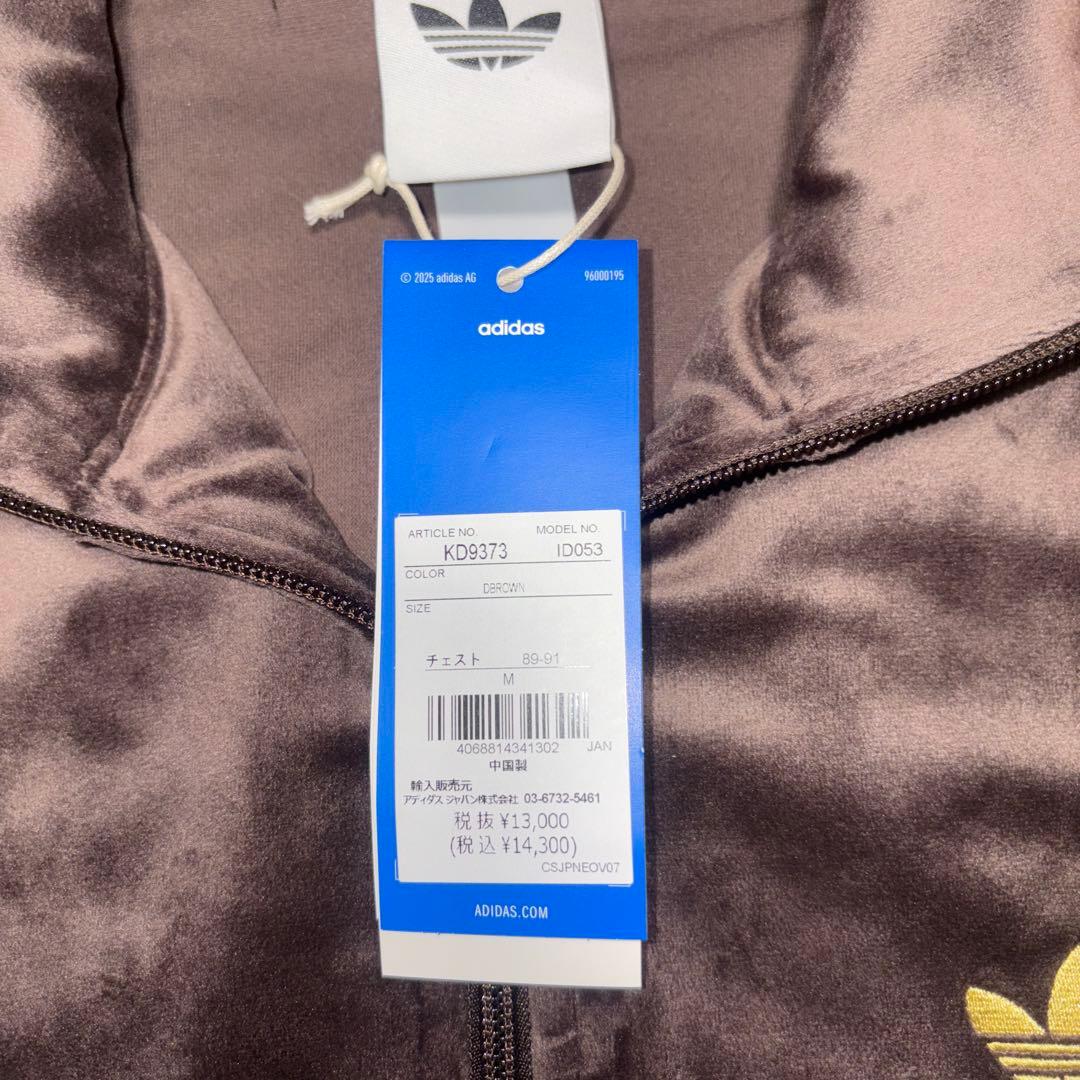 © 2025 adidas AG 96000195
adidas
ARTICLE NO. MODEL NO.
KD9373 ID053
COLOR
DBROWN
SIZE
チェスト 89-91
M
4068814341302 JAN
中国製
輸入販売元
アディダス ジャパン株式会社 03-6732-5461
税抜 ¥13,000
(税込 ¥14,300)
CSJPNEOV07
ADIDAS.COM